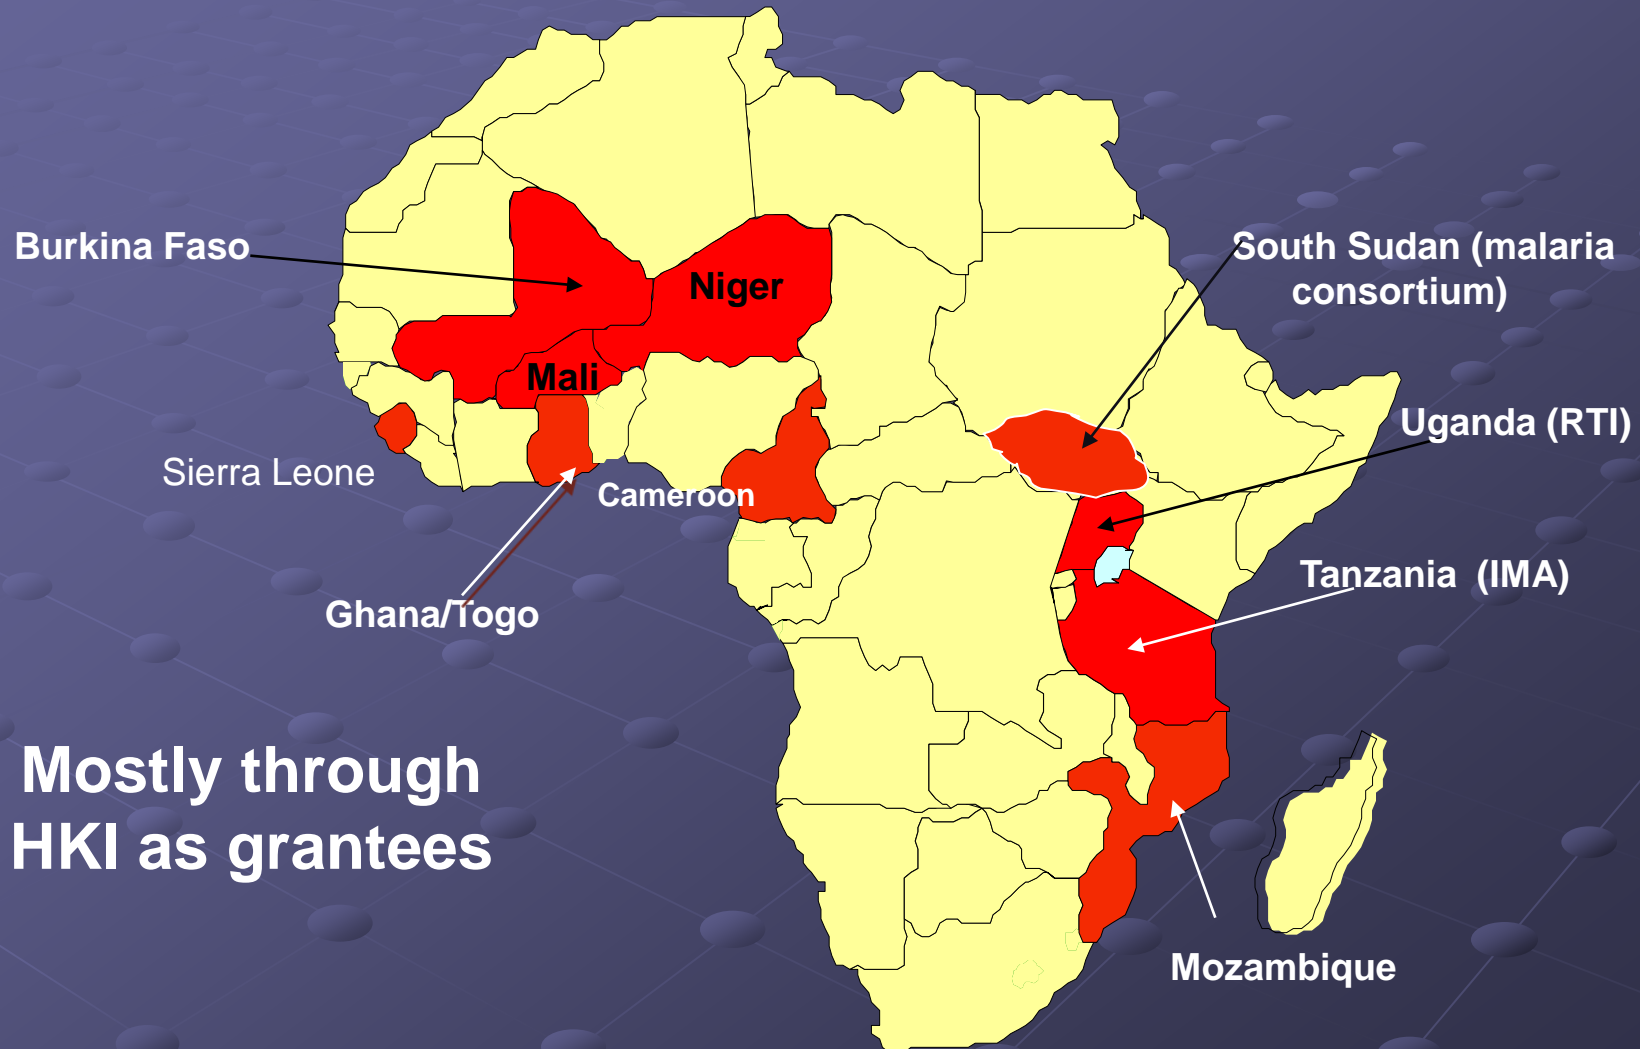 Burkina Faso
Niger
South Sudan (malaria
consortium)
Mali
Uganda (RTI)
Sierra Leone
Cameroon
Tanzania (IMA)
Ghana/Togo
Mostly through
HKI as grantees
Mozambique